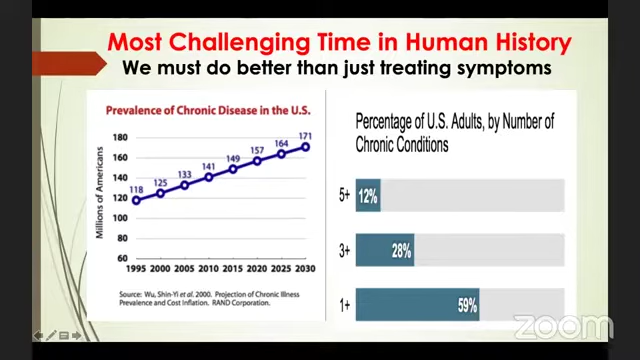 Most Challenging Time in Human History
We must do better than just treating symptoms
Prevalence of Chronic Disease in the U.S.
Millions of Americans
180
160
140
120
100
80
60
118
125
133
141
149
157
164
171
1995 2000 2005 2010 2015 2020 2025 2030
Source: Wu, Shin-Yi et al. 2000. Projection of Chronic Illness
Prevalence and Cost Inflation. RAND Corporation.
Percentage of U.S. Adults, by Number of
Chronic Conditions
5+ 12%
3+ 28%
1+ 59%
zoom